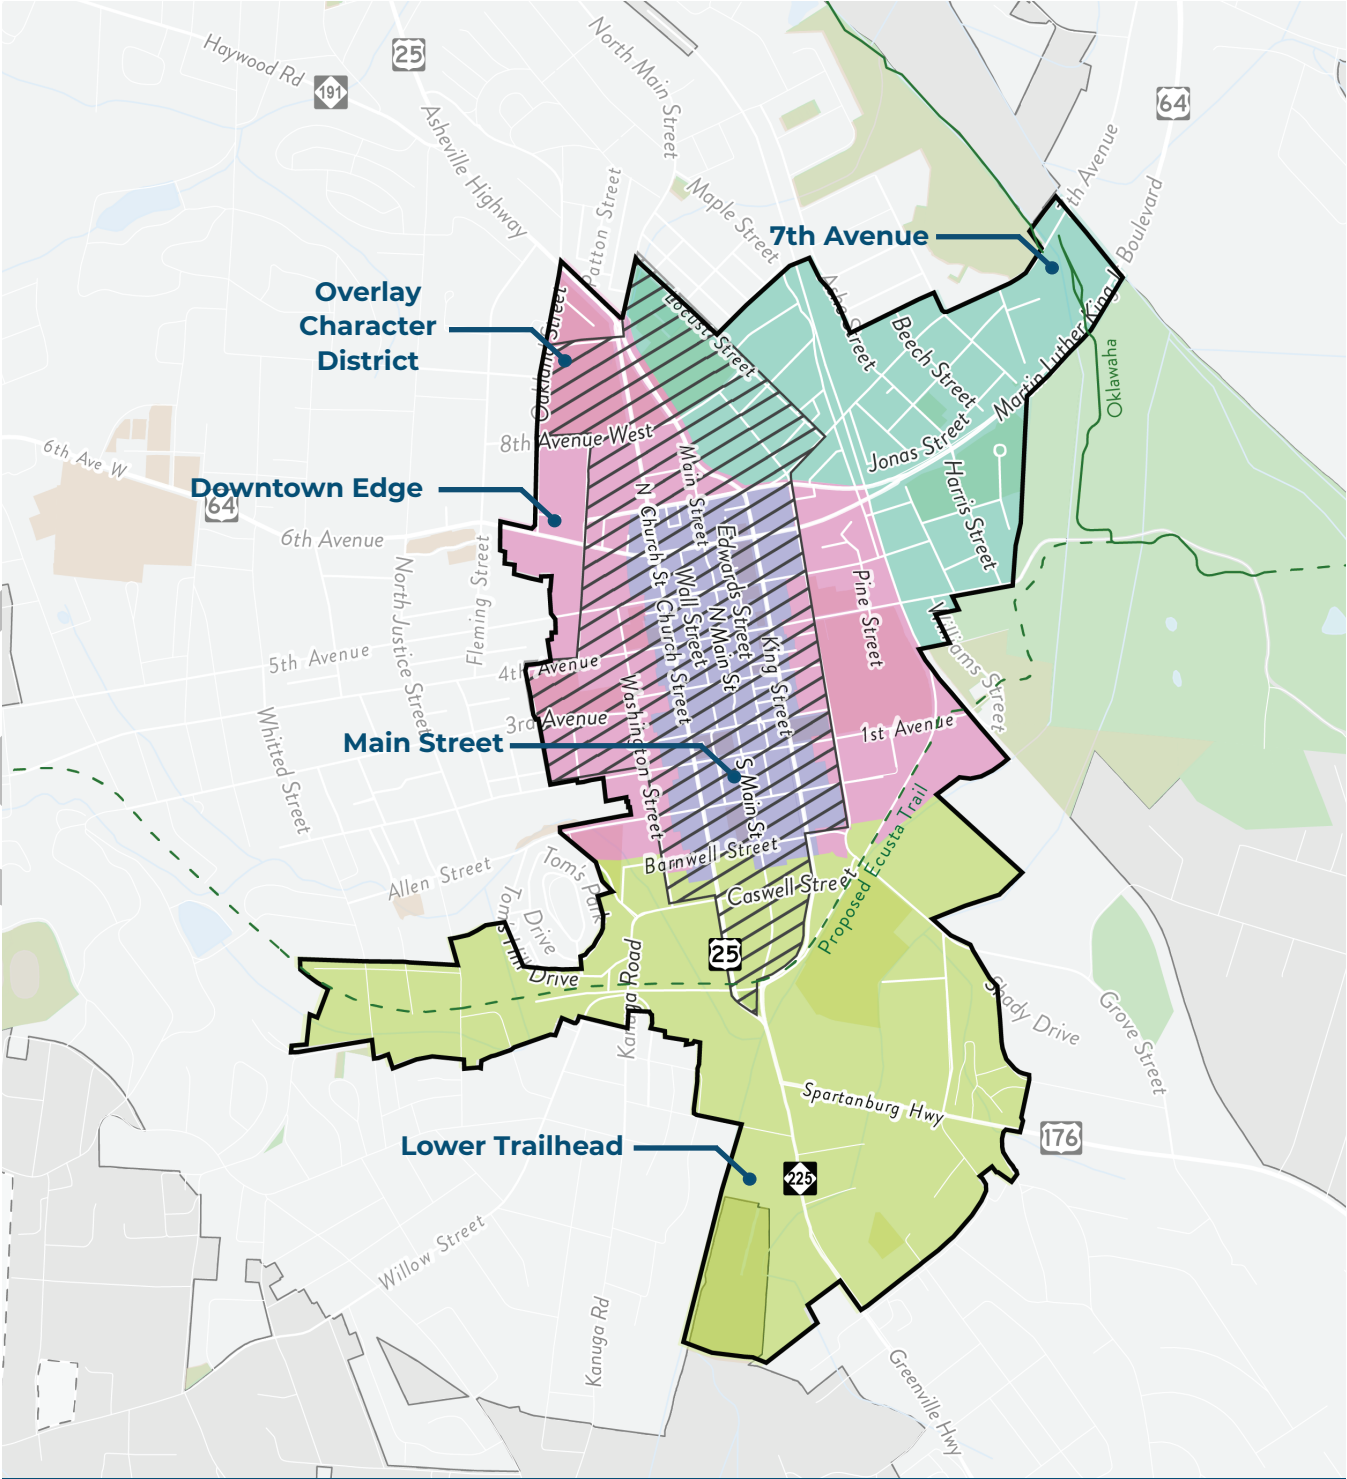 25
Haywood Rd
191
North Main Street
64
Asheville Highway
Maple Street
Patton Street
7th Avenue
th Avenue
Boulevard
Overlay
Character
District
Oakland Street
Locust Street
Ashe Street
Beech Street
Martin Luther King
Oklawaha
8th Avenue West
6th Ave W
Jonas Street
Harris Street
Downtown Edge
64
6th Avenue
Main Street
N Church St
Edwards Street
Wall Street
N Main St
Church Street
King Street
Pine Street
Williams Street
North Justice Street
Fleming Street
5th Avenue
4th Avenue
3rd Avenue
Washington Street
1st Avenue
Whitted Street
Main Street
S Main St
Barnwell Street
Caswell Street
Proposed Ecusta Trail
Allen Street
Tom's Park
Drive
Toms Hill Drive
25
Kanuga Road
Shady Drive
Grove Street
Spartanburg Hwy
176
Lower Trailhead
225
Willow Street
Kanuga Rd
Greenville Hwy